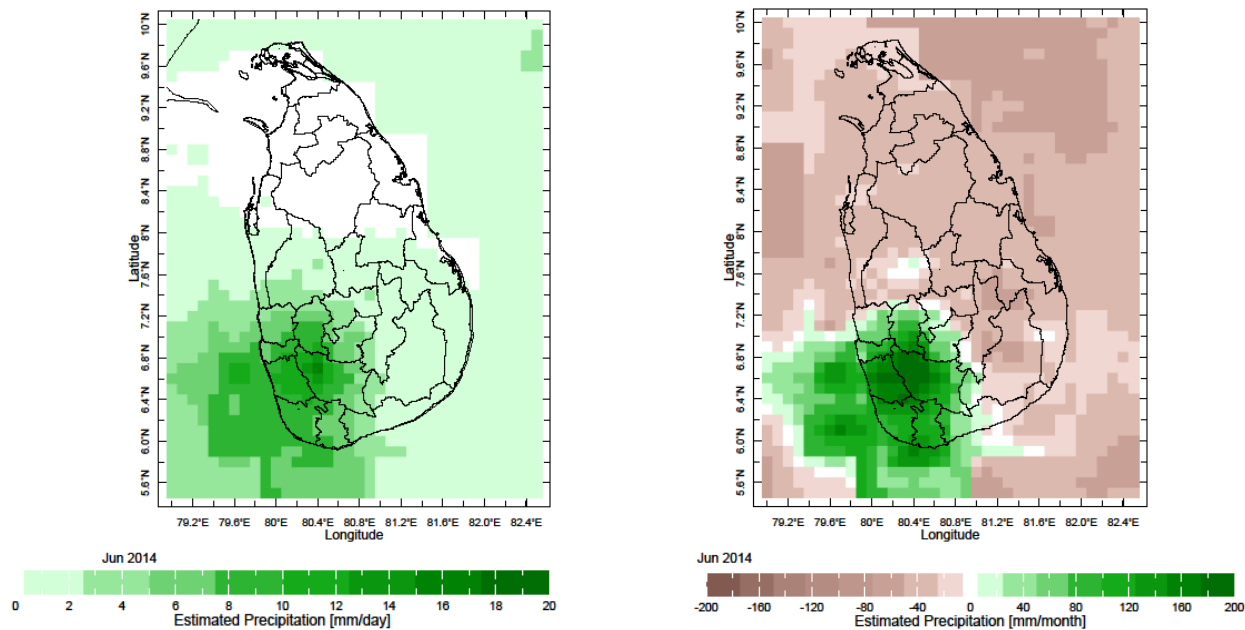 10°N
9.6°N
9.2°N
8.8°N
8.4°N
8°N
7.6°N
7.2°N
6.8°N
6.4°N
6.0°N
5.6°N
Latitude
79.2°E 79.6°E 80°E 80.4°E 80.8°E 81.2°E 81.6°E 82.0°E 82.4°E
Longitude
Jun 2014
0 2 4 6 8 10 12 14 16 18 20
Estimated Precipitation [mm/day]
10°N
9.6°N
9.2°N
8.8°N
8.4°N
8°N
7.6°N
7.2°N
6.8°N
6.4°N
6.0°N
5.6°N
Latitude
79.2°E 79.6°E 80°E 80.4°E 80.8°E 81.2°E 81.6°E 82.0°E 82.4°E
Longitude
Jun 2014
-200 -160 -120 -80 -40 0 40 80 120 160 200
Estimated Precipitation [mm/month]